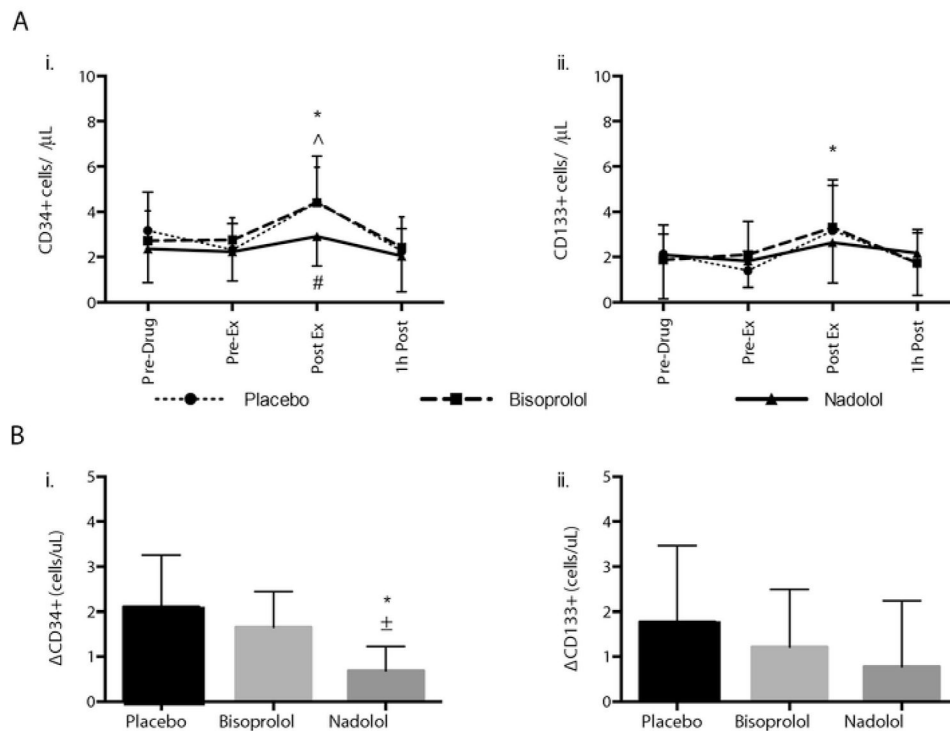 A
i.
CD34+ cells/ /µL
10
8
6
4
2
0
*
^
#
Pre-Drug
Pre-Ex
Post Ex
1h Post
ii.
CD133+ cells/ /µL
10
8
6
4
2
0
*
Pre-Drug
Pre-Ex
Post Ex
1h Post
Placebo Bisoprolol Nadolol
B
i.
ΔCD34+ (cells/uL)
5
4
3
2
1
0
*
±
Placebo Bisoprolol Nadolol
ii.
ΔCD133+ (cells/uL)
5
4
3
2
1
0
Placebo Bisoprolol Nadolol